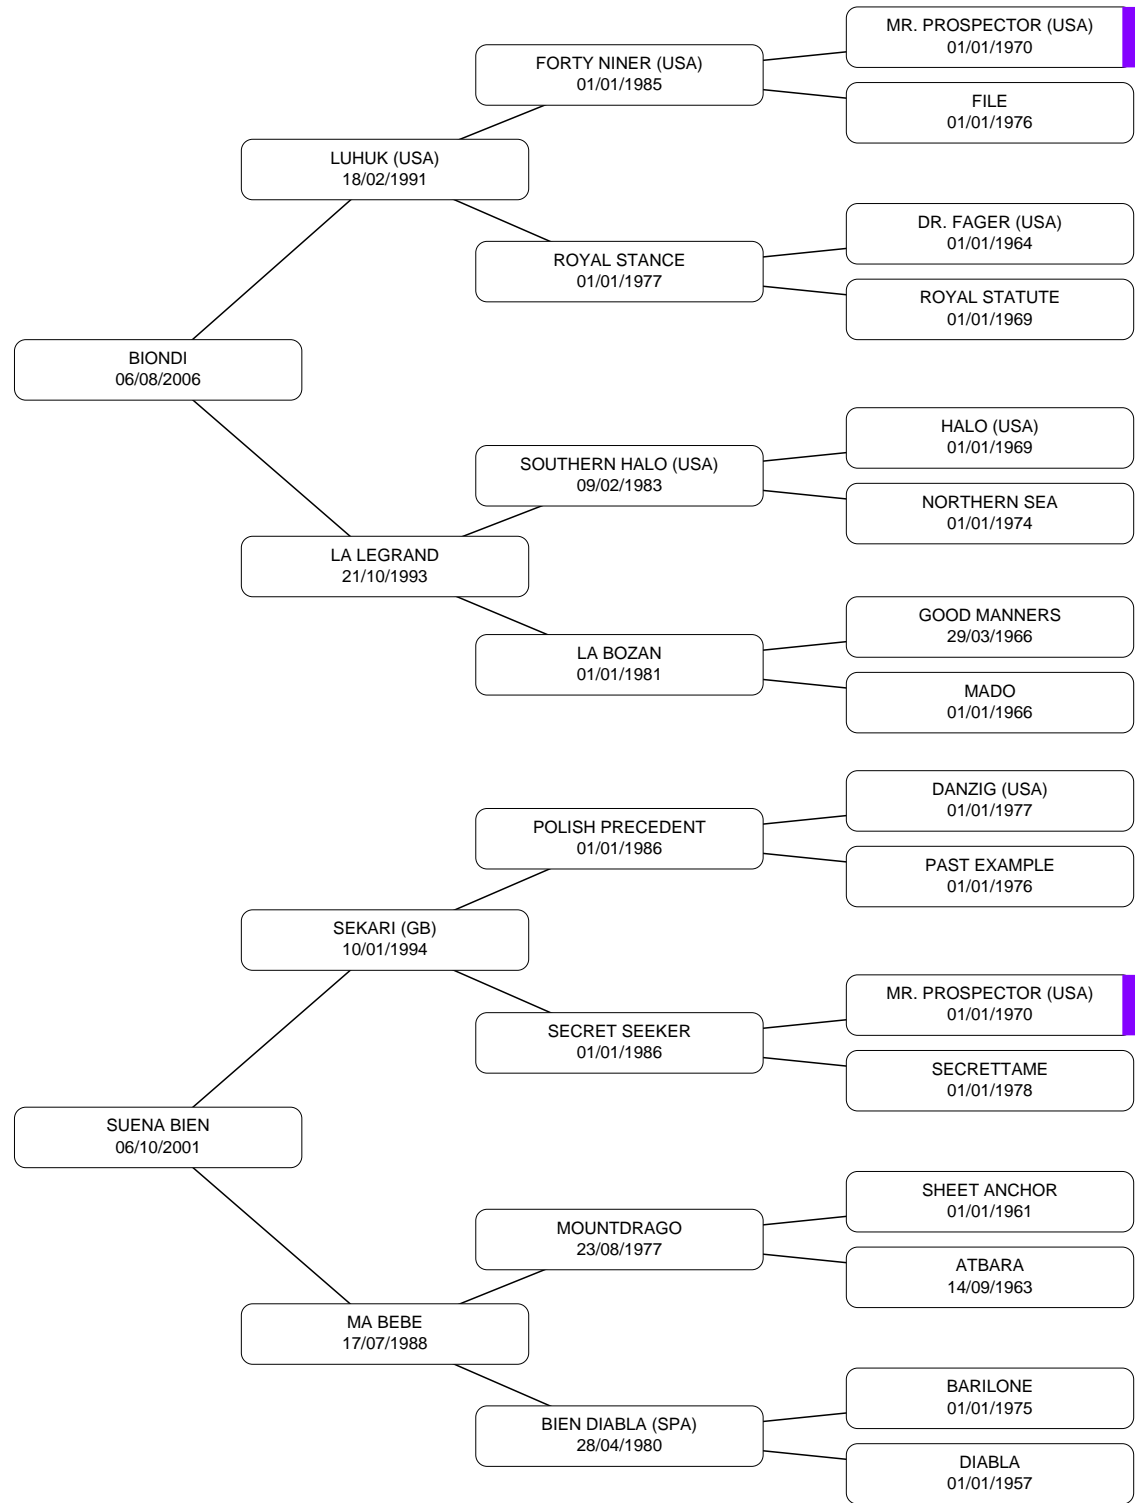 MR. PROSPECTOR (USA)
01/01/1970
FORTY NINER (USA)
01/01/1985
FILE
01/01/1976
LUHUK (USA)
18/02/1991
DR. FAGER (USA)
01/01/1964
ROYAL STANCE
01/01/1977
ROYAL STATUTE
01/01/1969
BIONDI
06/08/2006
HALO (USA)
01/01/1969
SOUTHERN HALO (USA)
09/02/1983
NORTHERN SEA
01/01/1974
LA LEGRAND
21/10/1993
GOOD MANNERS
29/03/1966
LA BOZAN
01/01/1981
MADO
01/01/1966
DANZIG (USA)
01/01/1977
POLISH PRECEDENT
01/01/1986
PAST EXAMPLE
01/01/1976
SEKARI (GB)
10/01/1994
MR. PROSPECTOR (USA)
01/01/1970
SECRET SEEKER
01/01/1986
SECRETTAME
01/01/1978
SUENA BIEN
06/10/2001
SHEET ANCHOR
01/01/1961
MOUNTDRAGO
23/08/1977
ATBARA
14/09/1963
MA BEBE
17/07/1988
BARILONE
01/01/1975
BIEN DIABLA (SPA)
28/04/1980
DIABLA
01/01/1957